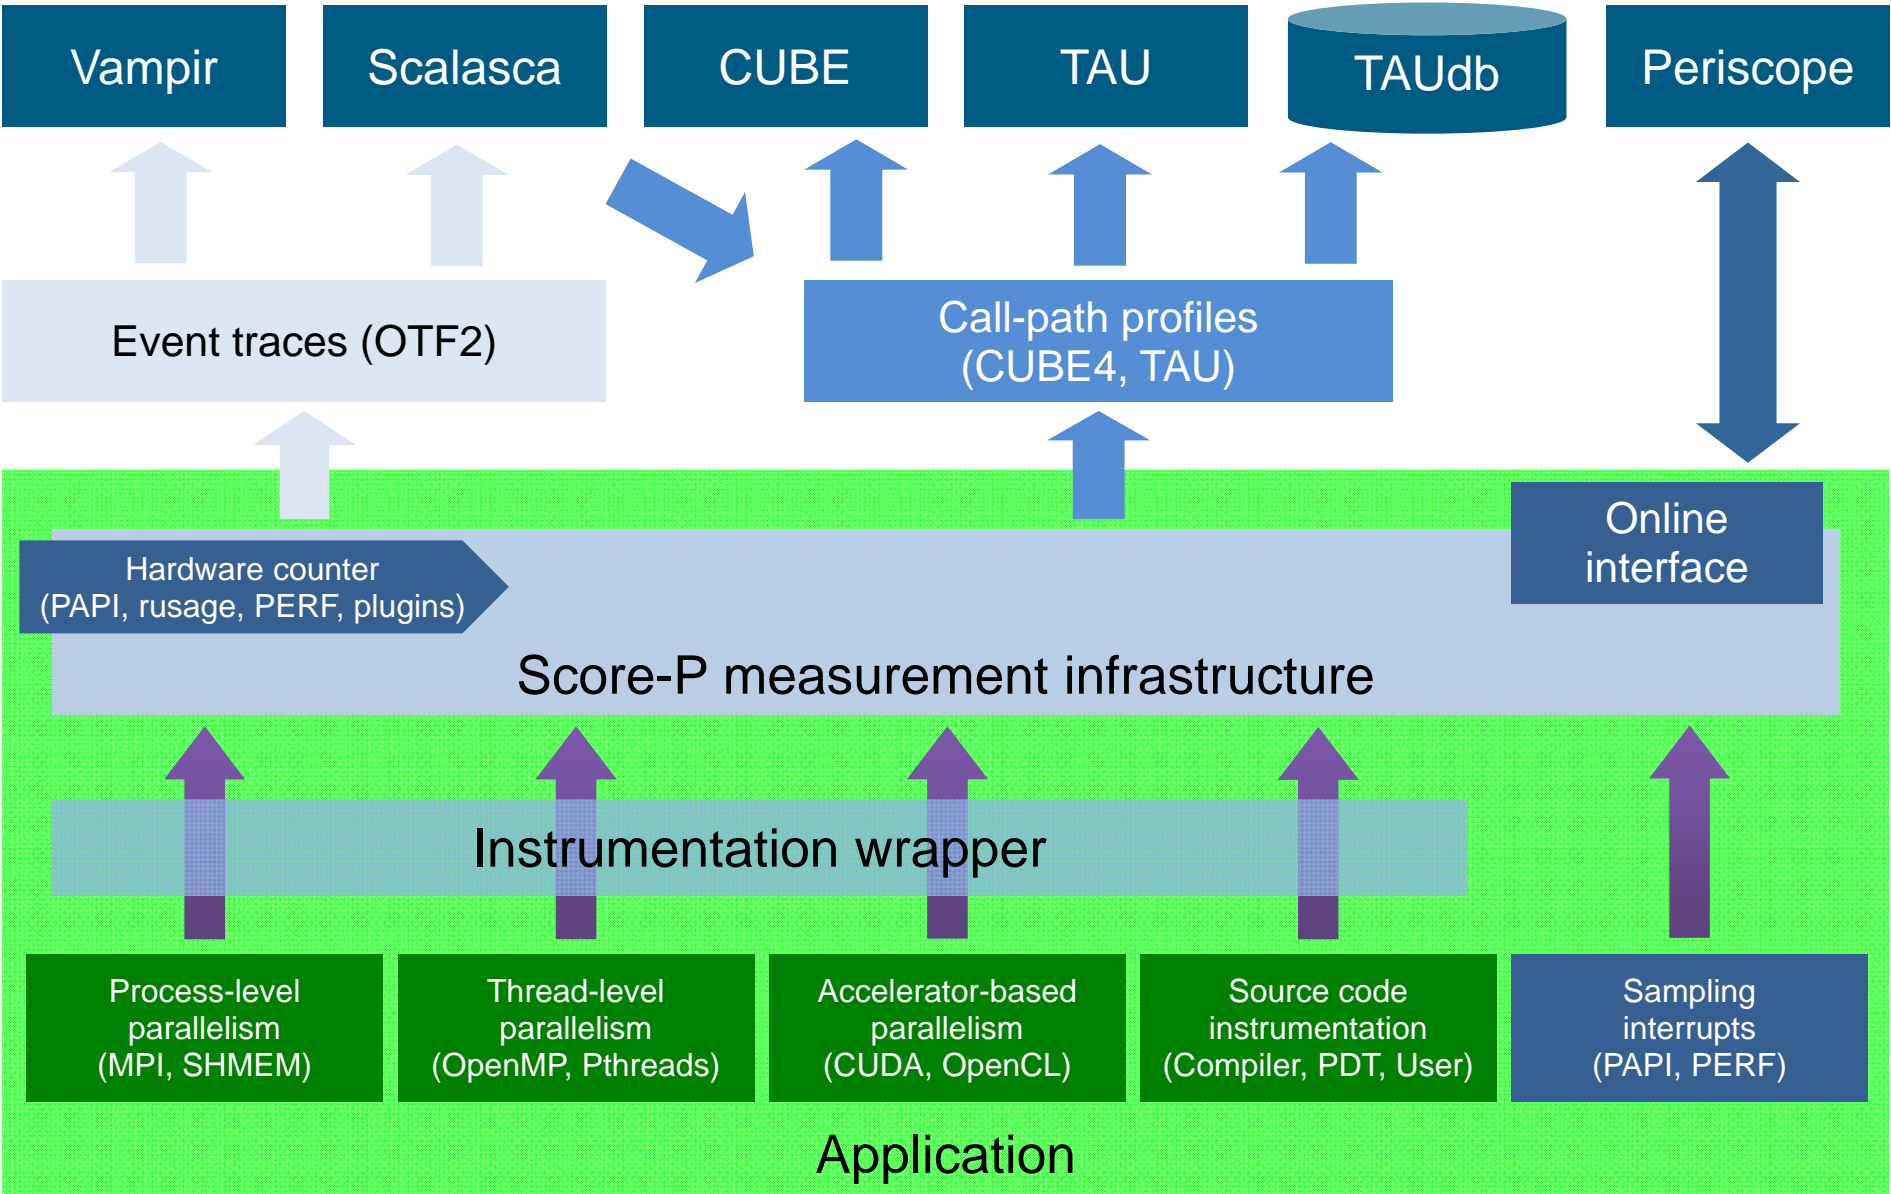 Vampir
Scalasca
CUBE
TAU
TAUdb
Periscope
Event traces (OTF2)
Call-path profiles
(CUBE4, TAU)
Online
interface
Hardware counter
(PAPI, rusage, PERF, plugins)
Score-P measurement infrastructure
Instrumentation wrapper
Process-level
parallelism
(MPI, SHMEM)
Thread-level
parallelism
(OpenMP, Pthreads)
Accelerator-based
parallelism
(CUDA, OpenCL)
Source code
instrumentation
(Compiler, PDT, User)
Sampling
interrupts
(PAPI, PERF)
Application